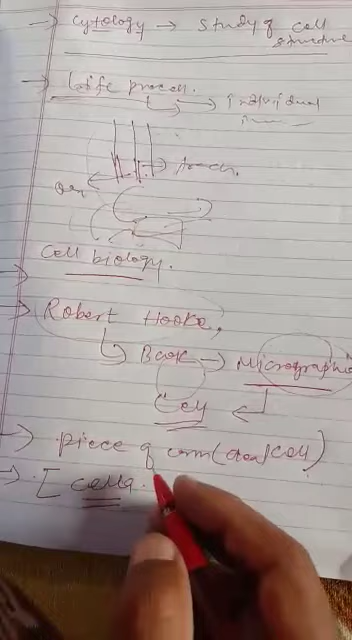 → Cytology → Study of cell
structure
→ Life process.
→ individual
Cell biology.
→ Robert Hooke,
Book → Micrographia
Cell ←
→ piece of (dead cell)
→ [ cella.